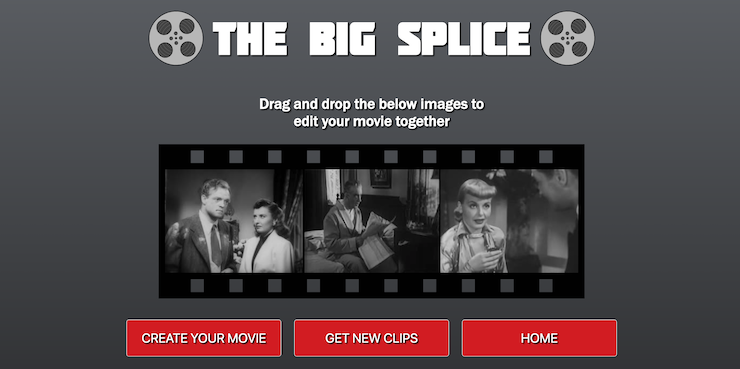 THE BIG SPLICE
Drag and drop the below images to
edit your movie together
CREATE YOUR MOVIE
GET NEW CLIPS
HOME